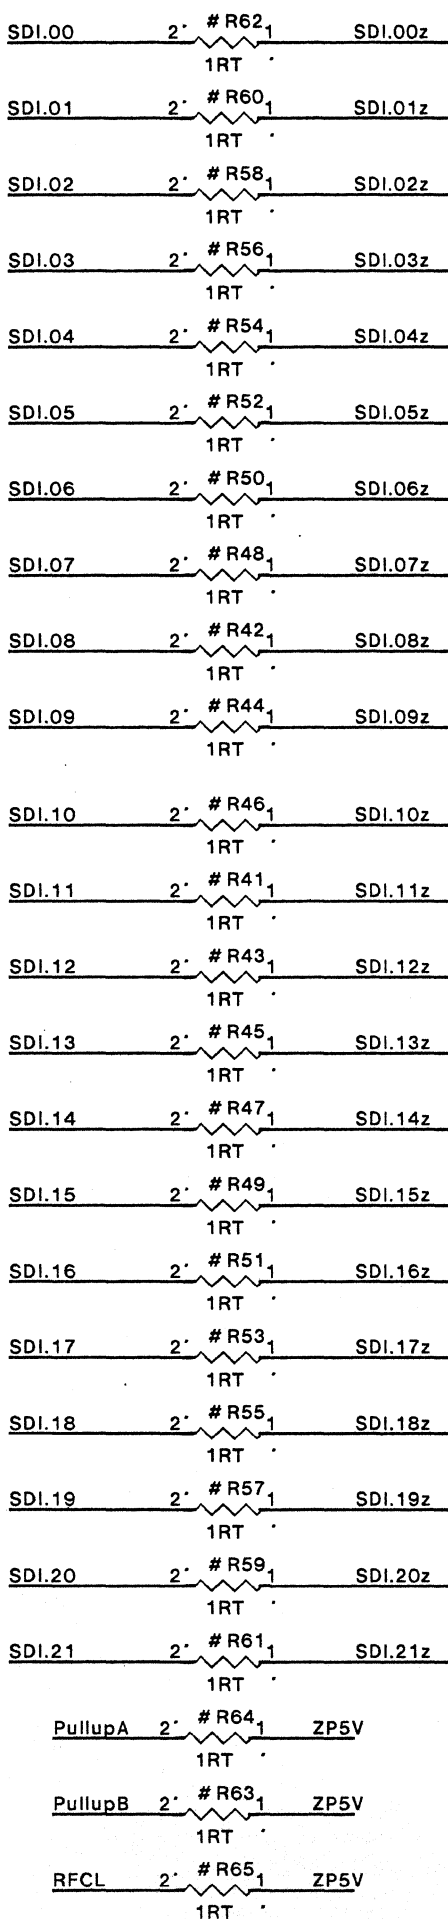 SDI.00 2 # R62 1 SDI.00z
1RT
SDI.01 2 # R60 1 SDI.01z
1RT
SDI.02 2 # R58 1 SDI.02z
1RT
SDI.03 2 # R56 1 SDI.03z
1RT
SDI.04 2 # R54 1 SDI.04z
1RT
SDI.05 2 # R52 1 SDI.05z
1RT
SDI.06 2 # R50 1 SDI.06z
1RT
SDI.07 2 # R48 1 SDI.07z
1RT
SDI.08 2 # R42 1 SDI.08z
1RT
SDI.09 2 # R44 1 SDI.09z
1RT
SDI.10 2 # R46 1 SDI.10z
1RT
SDI.11 2 # R41 1 SDI.11z
1RT
SDI.12 2 # R43 1 SDI.12z
1RT
SDI.13 2 # R45 1 SDI.13z
1RT
SDI.14 2 # R47 1 SDI.14z
1RT
SDI.15 2 # R49 1 SDI.15z
1RT
SDI.16 2 # R51 1 SDI.16z
1RT
SDI.17 2 # R53 1 SDI.17z
1RT
SDI.18 2 # R55 1 SDI.18z
1RT
SDI.19 2 # R57 1 SDI.19z
1RT
SDI.20 2 # R59 1 SDI.20z
1RT
SDI.21 2 # R61 1 SDI.21z
1RT
PullupA 2 # R64 1 ZP5V
1RT
PullupB 2 # R63 1 ZP5V
1RT
RFCL 2 # R65 1 ZP5V
1RT